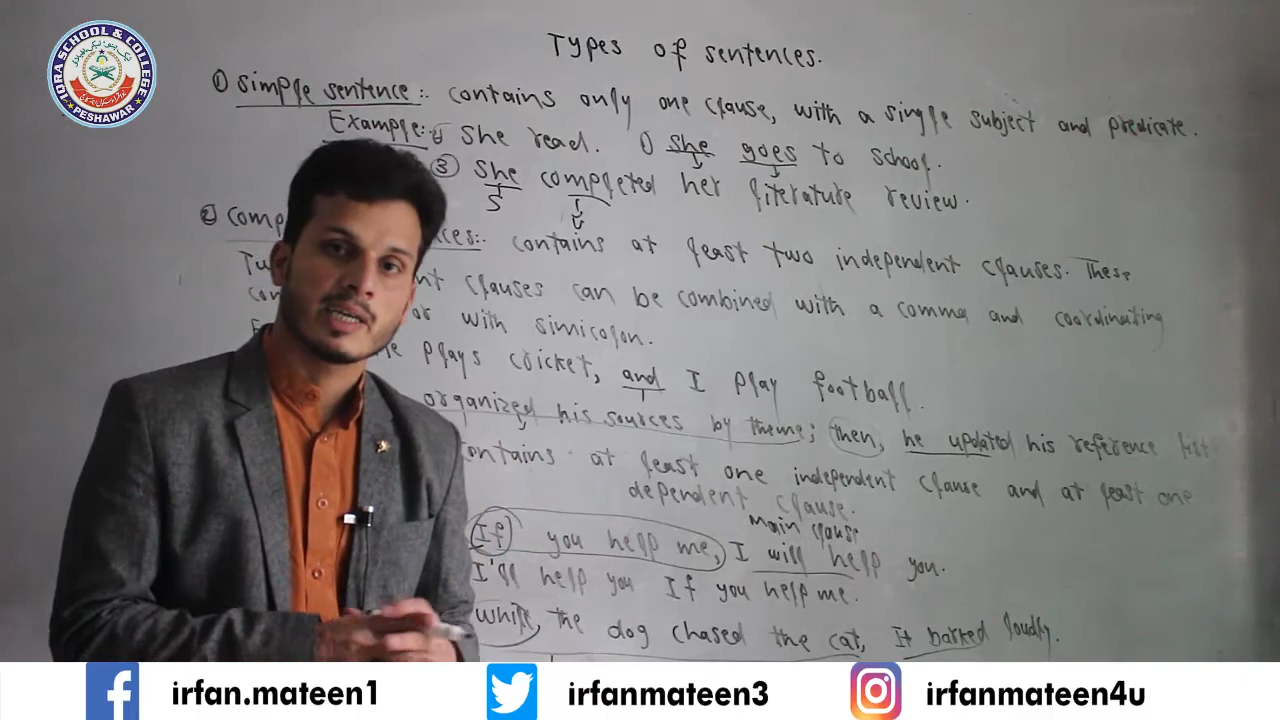 IQRA SCHOOL & COLLEGE
PESHAWAR
Types of sentences.
① simple sentence:. contains only one clause, with a single subject and predicate.
Example:- She read. ① she goes to school.
③ She completed her literature review.
S
② contains at least two independent clauses. These
clauses can be combined with a comma and coordinating
or with simicolon.
plays cricket, and I play football.
organized his sources by theme; then, he updated his reference list
contains at least one independent clause and at least one
dependent clause.
main clause
If you help me, I will help you.
I'll help you If you help me.
while, the dog chased the cat, It barked loudly.
irfan.mateen1
irfanmateen3
irfanmateen4u